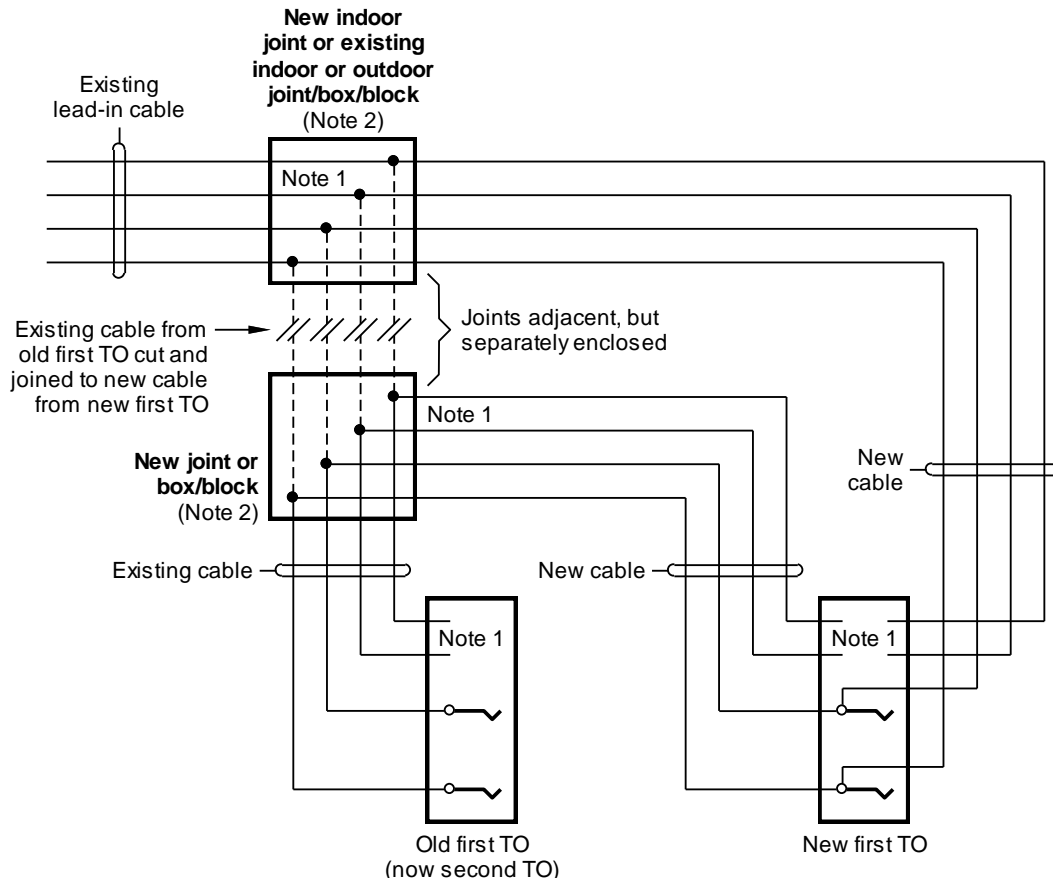 New indoor
joint or existing
indoor or outdoor
joint/box/block
(Note 2)
Existing
lead-in cable
Note 1
Existing cable from
old first TO cut and
joined to new cable
from new first TO
Joints adjacent, but
separately enclosed
Note 1
New joint or
box/block
(Note 2)
New
cable
Existing cable
New cable
Note 1
Note 1
Old first TO
(now second TO)
New first TO